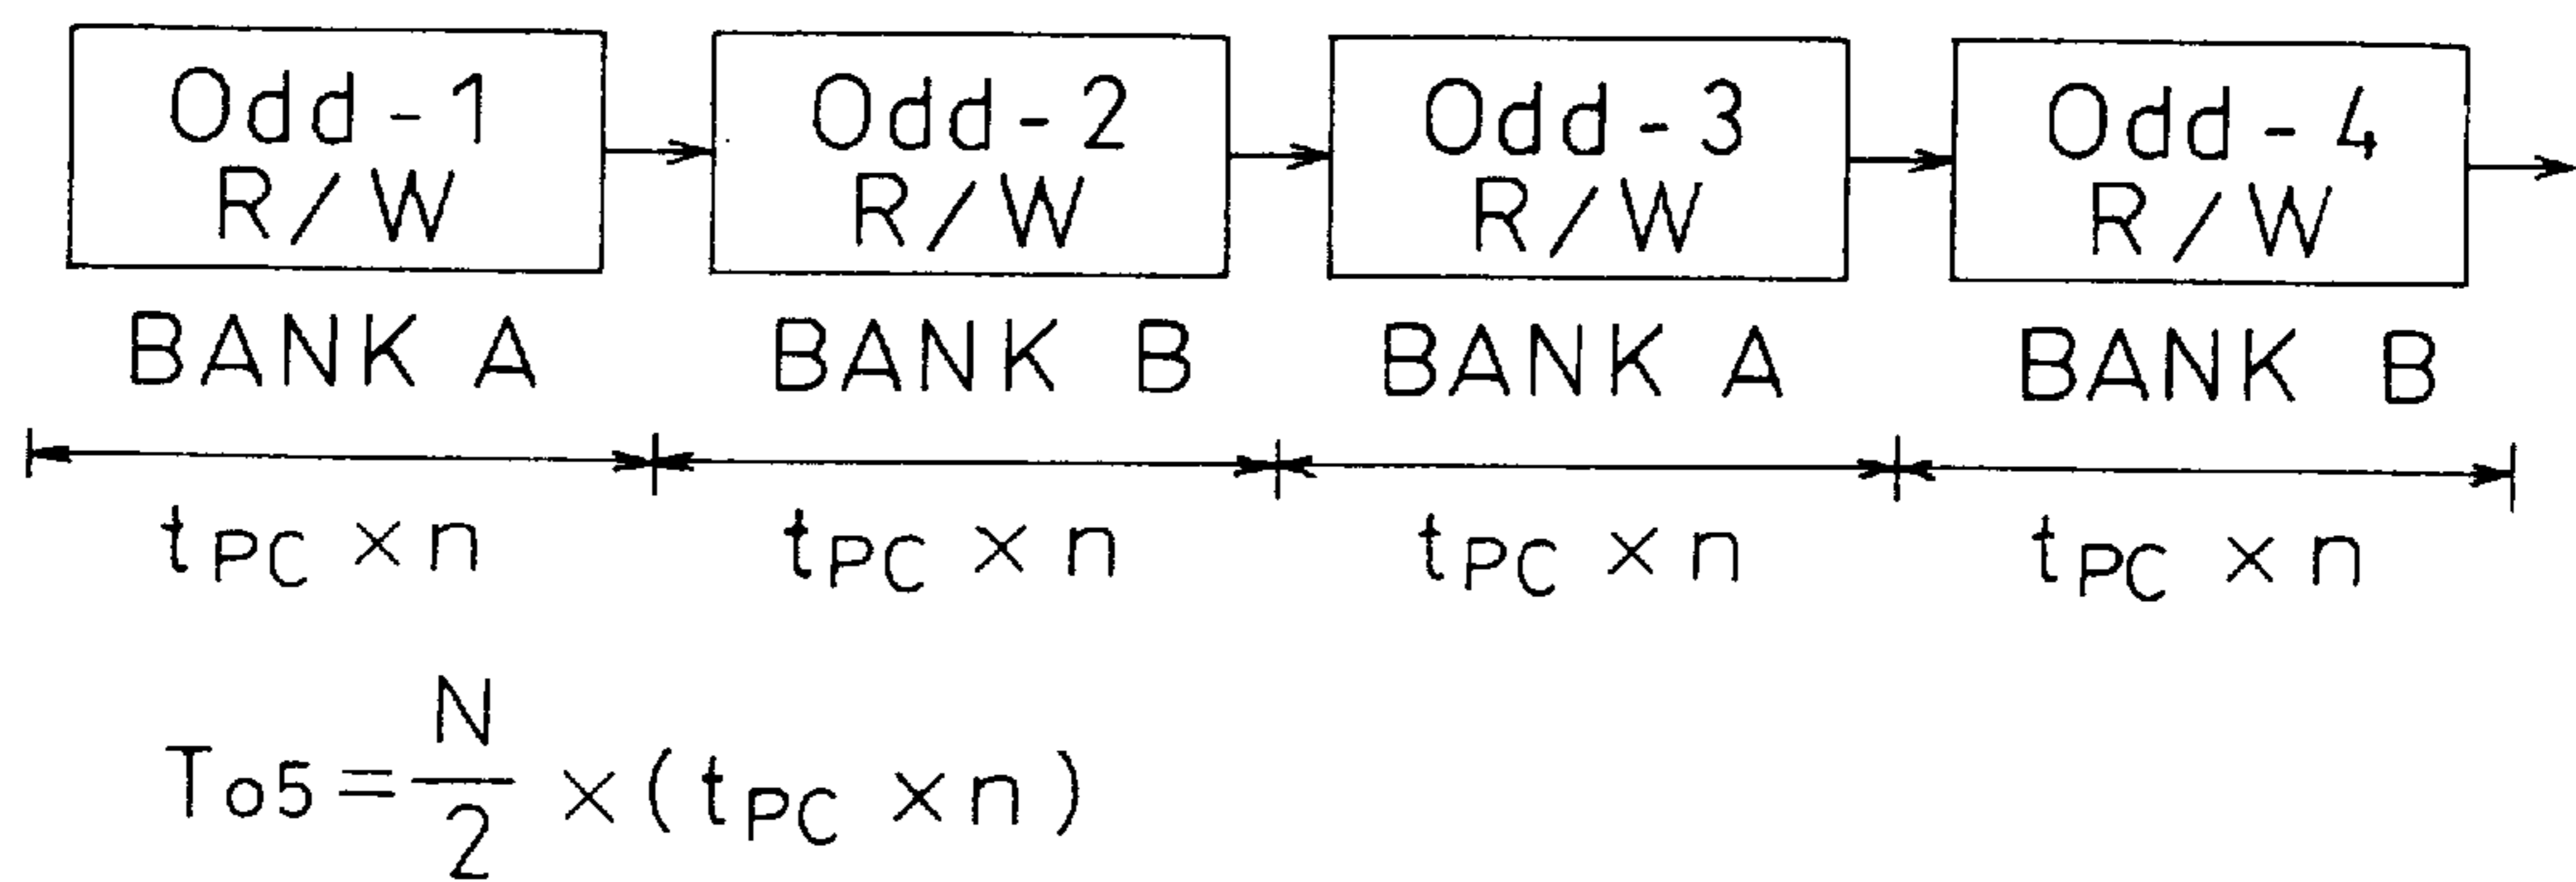 Odd-1 Odd-2 Odd-3 Odd-4
R/W R/W R/W R/W
BANK A BANK B BANK A BANK B
tPC × n tPC × n tPC × n tPC × n
To5 = N/2 × (tPC × n)